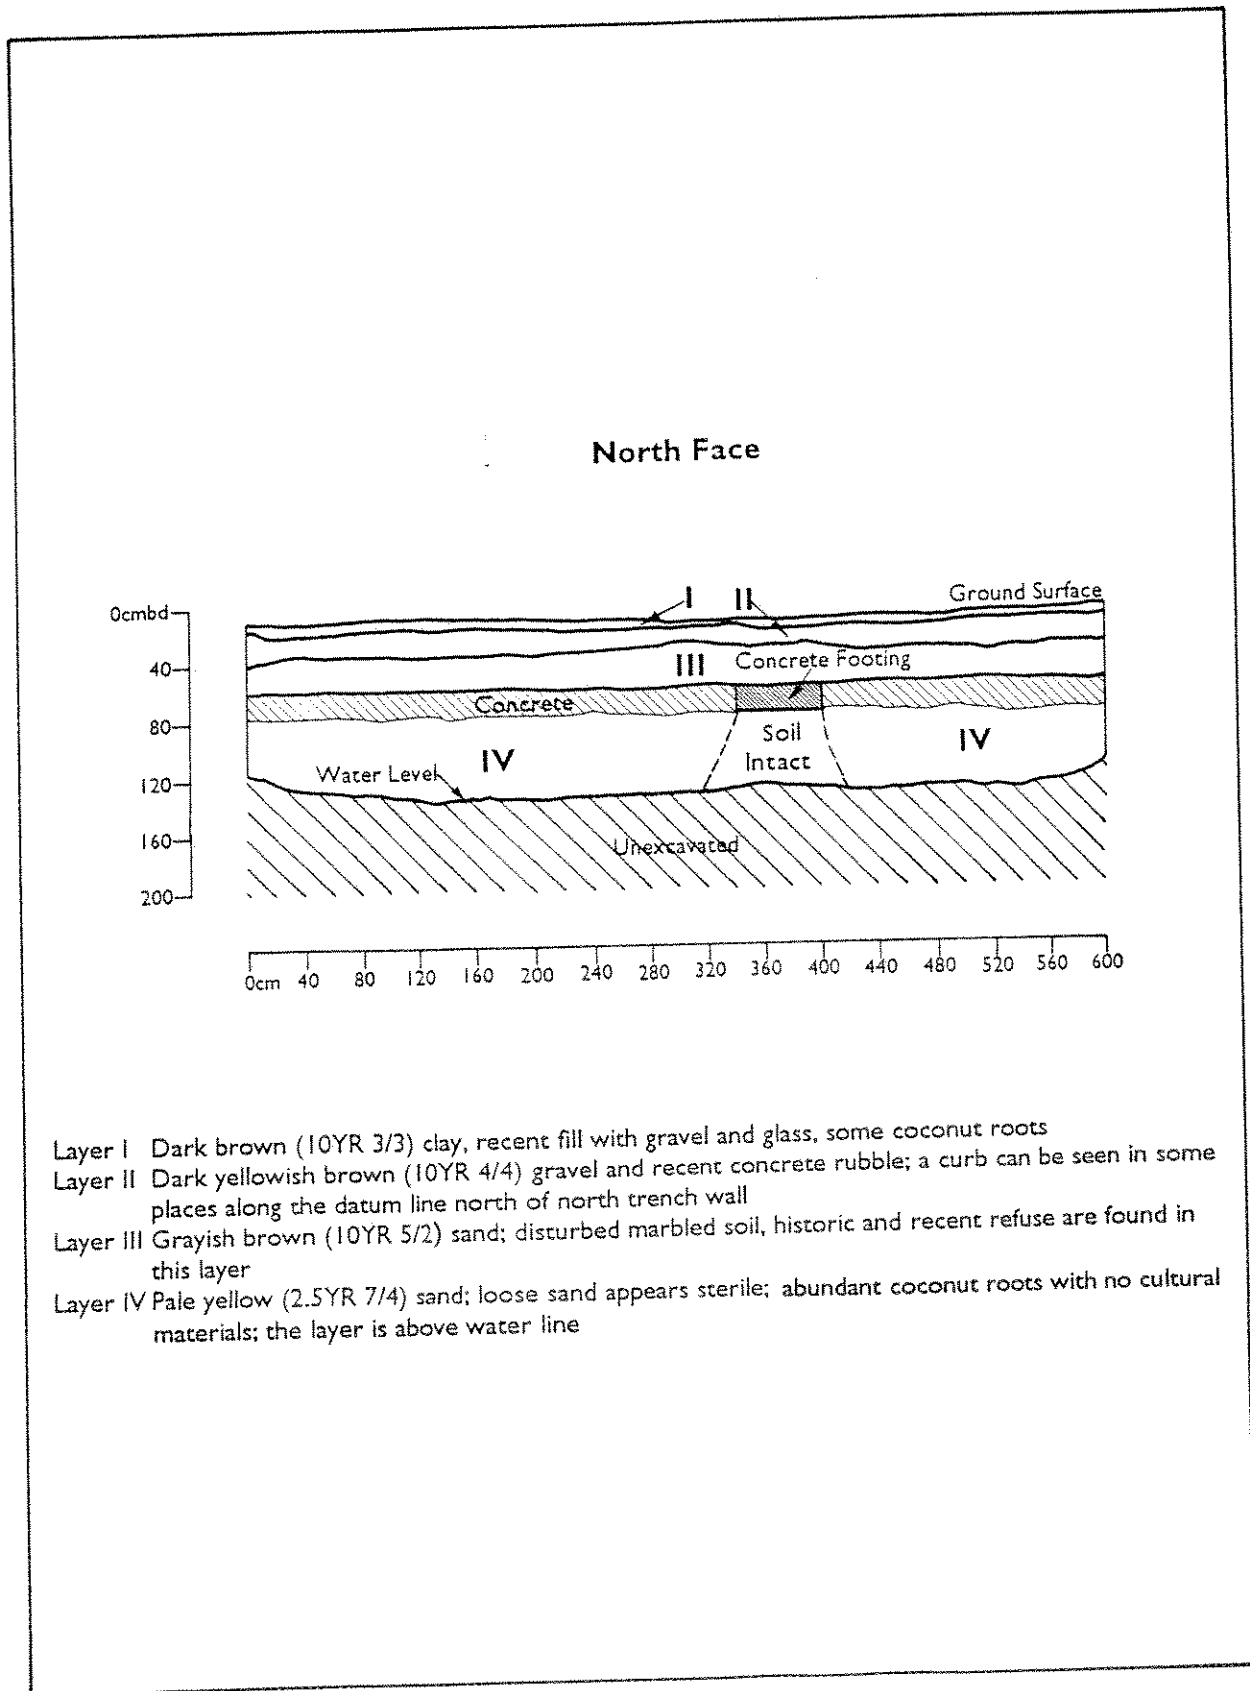 North Face
I II Ground Surface
0cmbd
40
80
120
160
200
III Concrete Footing
Concrete
Soil
Intact
IV IV
Water Level
Unexcavated
0cm 40 80 120 160 200 240 280 320 360 400 440 480 520 560 600
Layer I Dark brown (10YR 3/3) clay, recent fill with gravel and glass, some coconut roots
Layer II Dark yellowish brown (10YR 4/4) gravel and recent concrete rubble; a curb can be seen in some
places along the datum line north of north trench wall
Layer III Grayish brown (10YR 5/2) sand; disturbed marbled soil, historic and recent refuse are found in
this layer
Layer IV Pale yellow (2.5YR 7/4) sand; loose sand appears sterile; abundant coconut roots with no cultural
materials; the layer is above water line